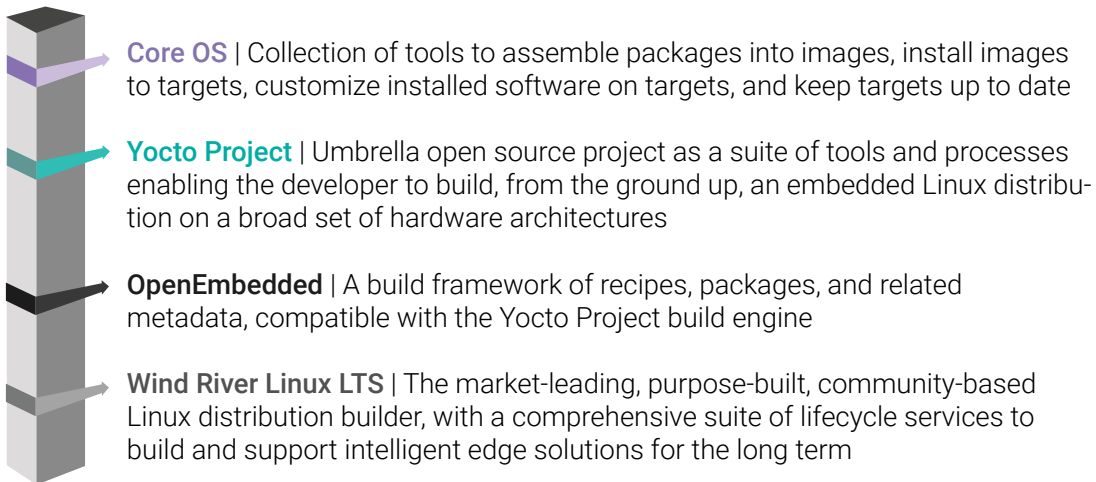 Core OS | Collection of tools to assemble packages into images, install images
to targets, customize installed software on targets, and keep targets up to date
Yocto Project | Umbrella open source project as a suite of tools and processes
enabling the developer to build, from the ground up, an embedded Linux distribu-
tion on a broad set of hardware architectures
OpenEmbedded | A build framework of recipes, packages, and related
metadata, compatible with the Yocto Project build engine
Wind River Linux LTS | The market-leading, purpose-built, community-based
Linux distribution builder, with a comprehensive suite of lifecycle services to
build and support intelligent edge solutions for the long term